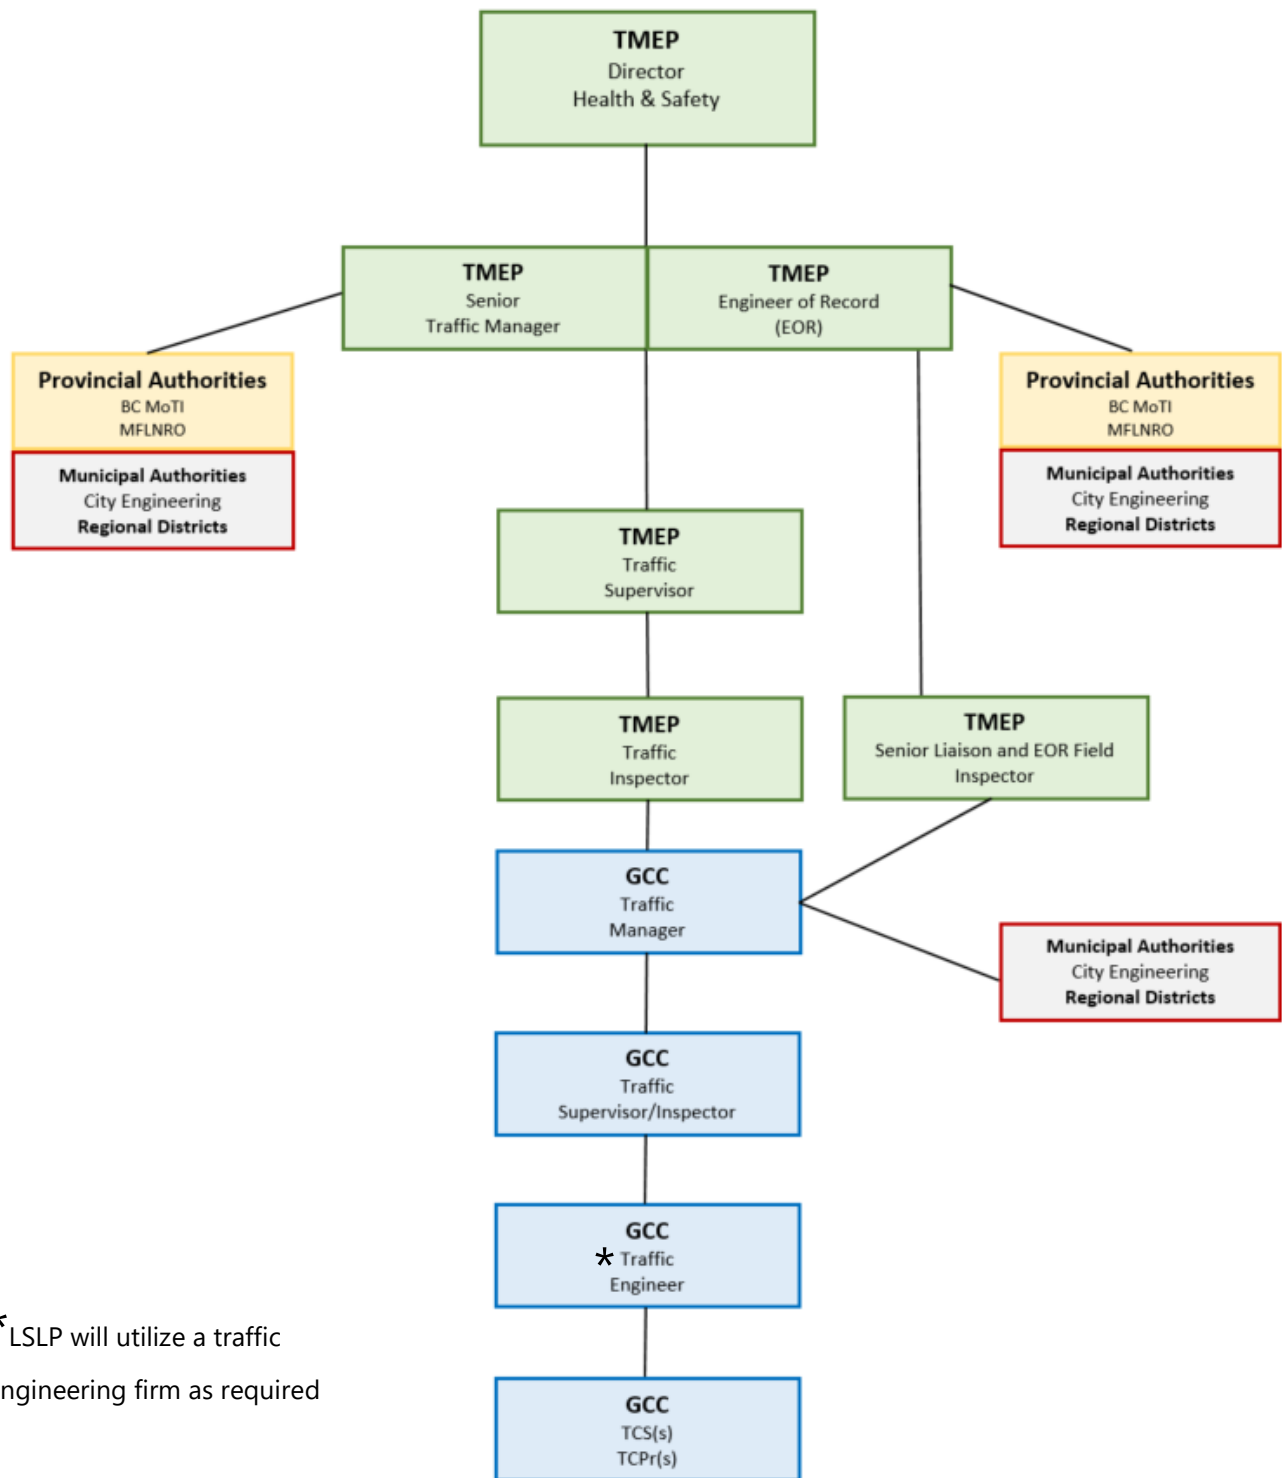 TMEP
Director
Health & Safety
TMEP
Senior
Traffic Manager
TMEP
Engineer of Record
(EOR)
Provincial Authorities
BC MoTI
MFLNRO
Municipal Authorities
City Engineering
Regional Districts
Provincial Authorities
BC MoTI
MFLNRO
Municipal Authorities
City Engineering
Regional Districts
TMEP
Traffic
Supervisor
TMEP
Traffic
Inspector
TMEP
Senior Liaison and EOR Field
Inspector
GCC
Traffic
Manager
Municipal Authorities
City Engineering
Regional Districts
GCC
Traffic
Supervisor/Inspector
GCC
* Traffic
Engineer
*LSLP will utilize a traffic
ngineering firm as required
GCC
TCS(s)
TCPr(s)